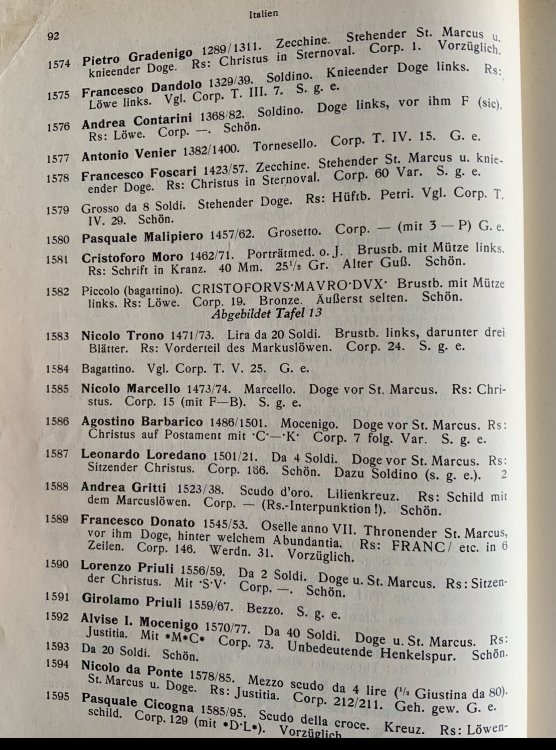 Italien
92
1574 Pietro Gradenigo 1289/1311. Zecchine. Stehender St. Marcus u.
knieender Doge. Rs: Christus in Sternoval. Corp. 1. Vorzüglich.
1575 Francesco Dandolo 1329/39. Soldino. Knieender Doge links. Rs:
Löwe links. Vgl. Corp. T. III. 7. S. g. e.
1576 Andrea Contarini 1368/82. Soldino. Doge links, vor ihm F (sic).
Rs: Löwe. Corp. —. Schön.
1577 Antonio Venier 1382/1400. Tornesello. Corp. T. IV. 15. G. e.
1578 Francesco Foscari 1423/57. Zecchine. Stehender St. Marcus u. knie-
ender Doge. Rs: Christus in Sternoval. Corp. 60 Var. S. g. e.
1579 Grosso da 8 Soldi. Stehender Doge. Rs: Hüftb. Petri. Vgl. Corp. T.
IV. 29. Schön.
1580 Pasquale Malipiero 1457/62. Grosetto. Corp. — (mit 3 — P) G. e.
1581 Cristoforo Moro 1462/71. Porträtmed. o. J. Brustb. mit Mütze links.
Rs: Schrift in Kranz. 40 Mm. 25½ Gr. Alter Guß. Schön.
1582 Piccolo (bagattino). CRISTOFORVS·MAVRO·DVX· Brustb. mit Mütze
links. Rs: Löwe. Corp. 19. Bronze. Äußerst selten. Schön.
Abgebildet Tafel 13
1583 Nicolo Trono 1471/73. Lira da 20 Soldi. Brustb. links, darunter drei
Blätter. Rs: Vorderteil des Markuslöwen. Corp. 24. S. g. e.
1584 Bagattino. Vgl. Corp. T. V. 25. G. e.
1585 Nicolo Marcello 1473/74. Marcello. Doge vor St. Marcus. Rs: Chri-
stus. Corp. 15 (mit F—B). S. g. e.
1586 Agostino Barbarico 1486/1501. Mocenigo. Doge vor St. Marcus. Rs:
Christus auf Postament mit ·C·—·K· Corp. 7 folg. Var. S. g. e.
1587 Leonardo Loredano 1501/21. Da 4 Soldi. Doge vor St. Marcus. Rs:
Sitzender Christus. Corp. 186. Schön. Dazu Soldino (s. g. e.). 2
1588 Andrea Gritti 1523/38. Scudo d'oro. Lilienkreuz. Rs: Schild mit
dem Marcuslöwen. Corp. — (Rs.-Interpunktion!). Schön.
1589 Francesco Donato 1545/53. Oselle anno VII. Thronender St. Marcus,
vor ihm Doge, hinter welchem Abundantia. Rs: FRANC/ etc. in 6
Zeilen. Corp. 146. Werdn. 31. Vorzüglich.
1590 Lorenzo Priuli 1556/59. Da 2 Soldi. Doge u. St. Marcus. Rs: Sitzen-
der Christus. Mit ·S·V· Corp. —. Schön.
1591 Girolamo Priuli 1559/67. Bezzo. S. g. e.
1592 Alvise I. Mocenigo 1570/77. Da 40 Soldi. Doge u. St. Marcus. Rs:
Justitia. Mit *M*C* Corp. 73. Unbedeutende Henkelspur. Schön.
1593 Da 20 Soldi. Schön.
1594 Nicolo da Ponte 1578/85. Mezzo scudo da 4 lire (½ Giustina da 80).
St. Marcus u. Doge. Rs: Justitia. Corp. 212/211. Geh. gew. G. e.
1595 Pasquale Cicogna 1585/95. Scudo della croce. Kreuz. Rs: Löwen-
schild. Corp. 129 (mit *D·L*). Vorzüglich